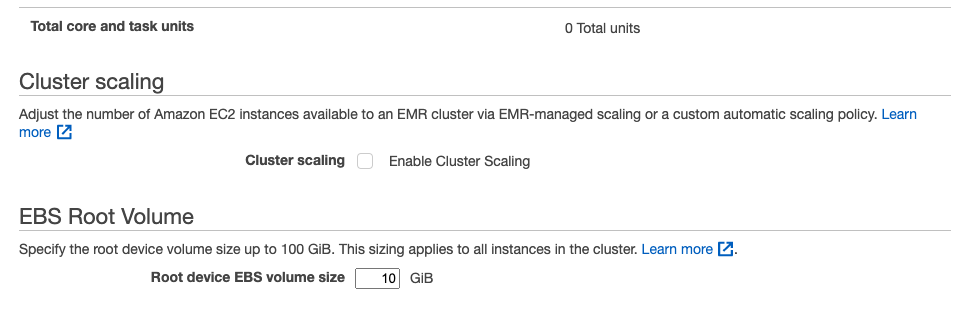 Total core and task units 0 Total units
Cluster scaling
Adjust the number of Amazon EC2 instances available to an EMR cluster via EMR-managed scaling or a custom automatic scaling policy. Learn
more
Cluster scaling Enable Cluster Scaling
EBS Root Volume
Specify the root device volume size up to 100 GiB. This sizing applies to all instances in the cluster. Learn more .
Root device EBS volume size 10 GiB